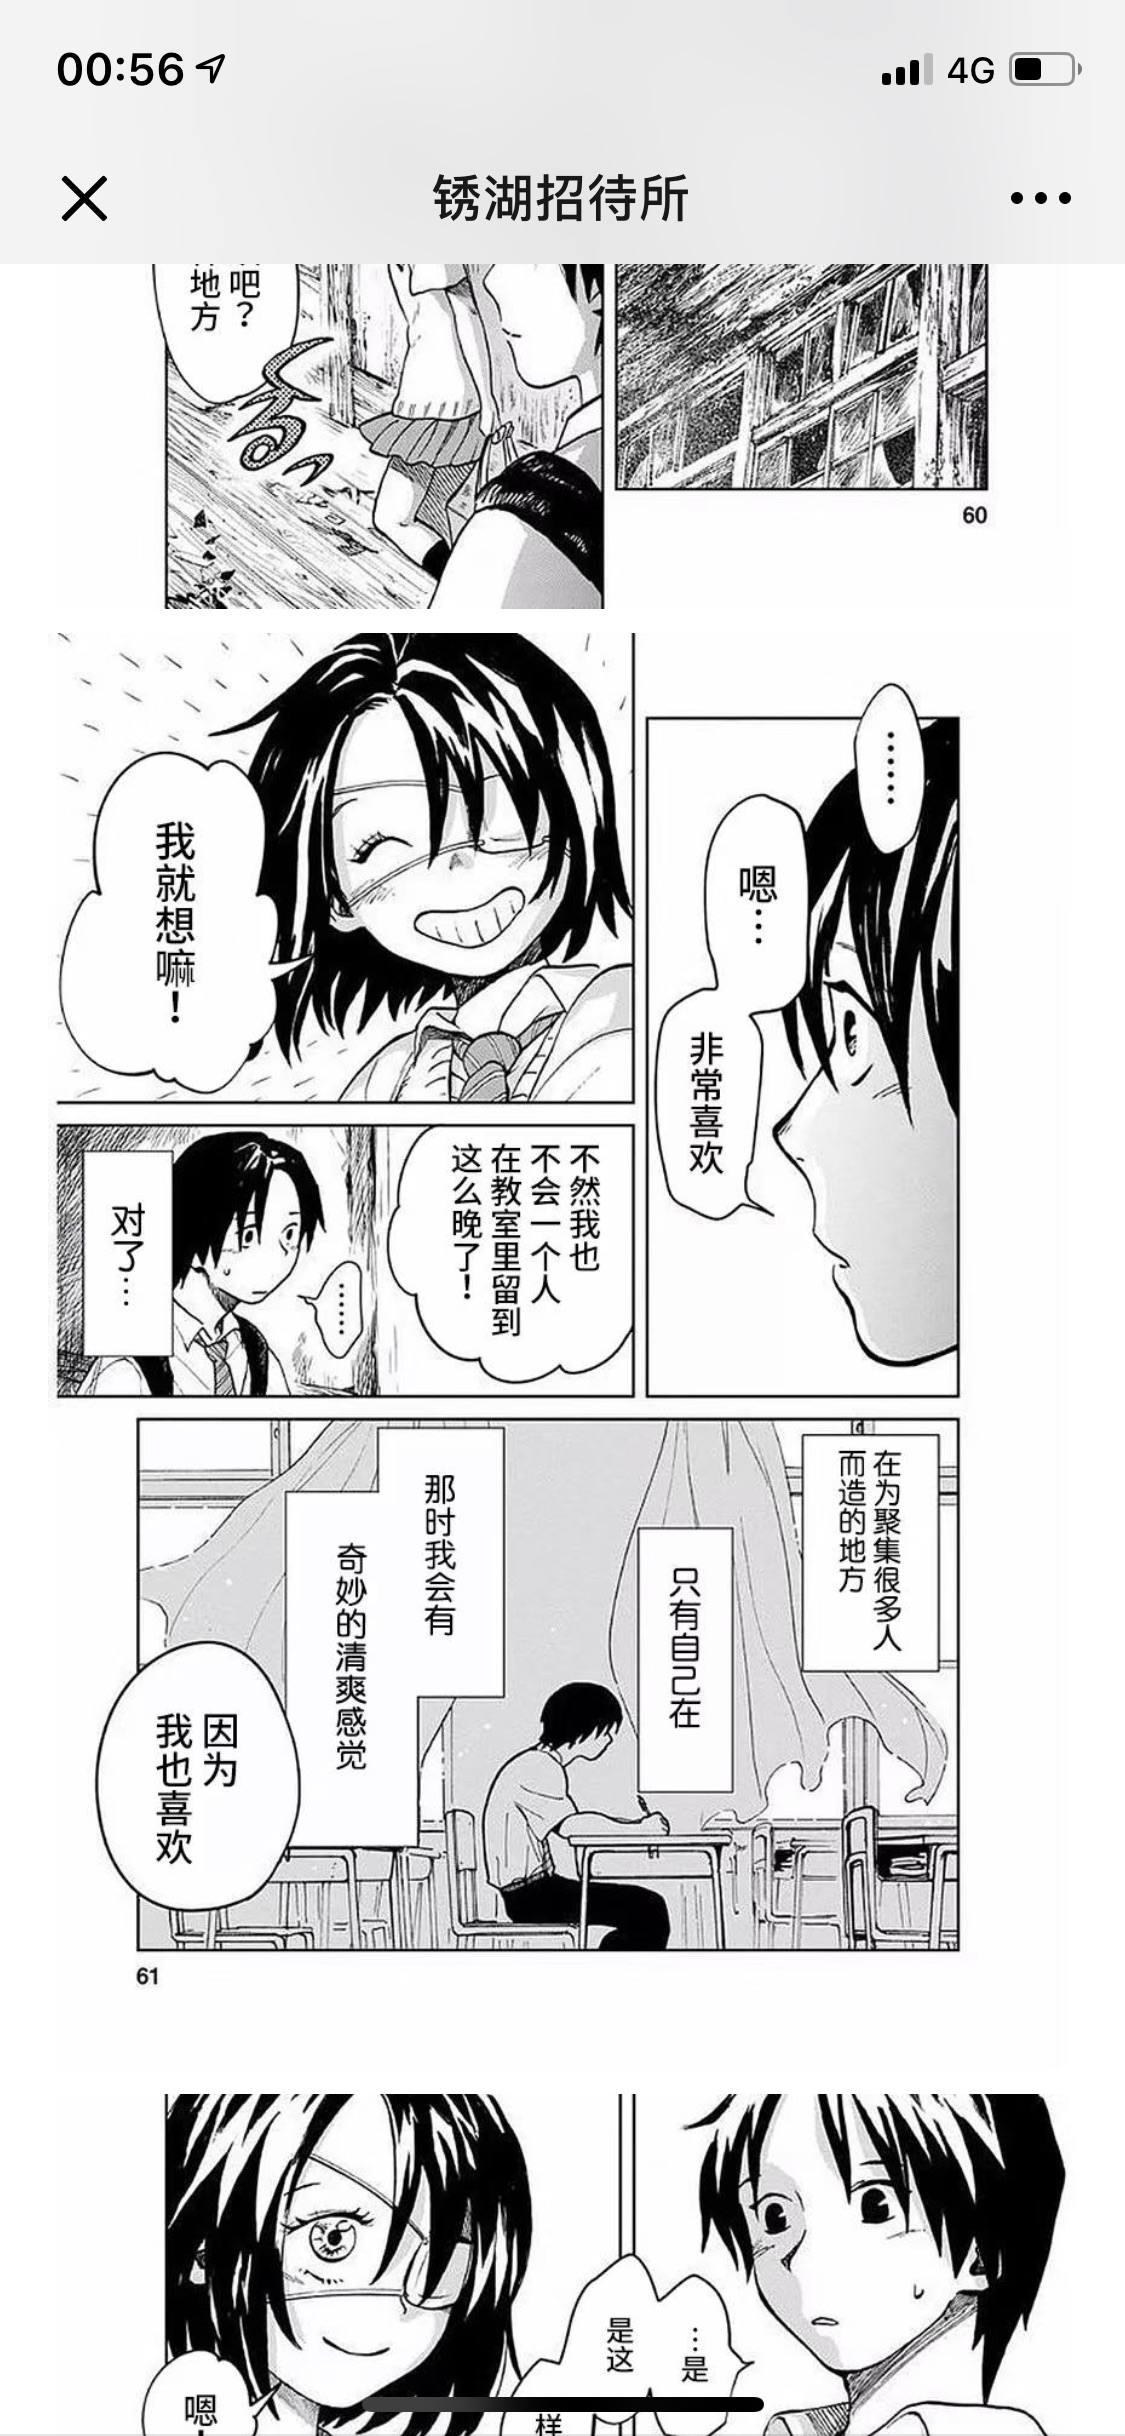 00:56
4G
锈湖招待所
吧？
地方
60
……
嗯…
非常喜欢
我就想嘛！
不然我也
不会一个人
在教室里留到
这么晚了！
……
对了…
在为聚集很多人
而造的地方
只有自己在
那时我会有
奇妙的清爽感觉
因为
我也喜欢
61
…是
是这
样
嗯